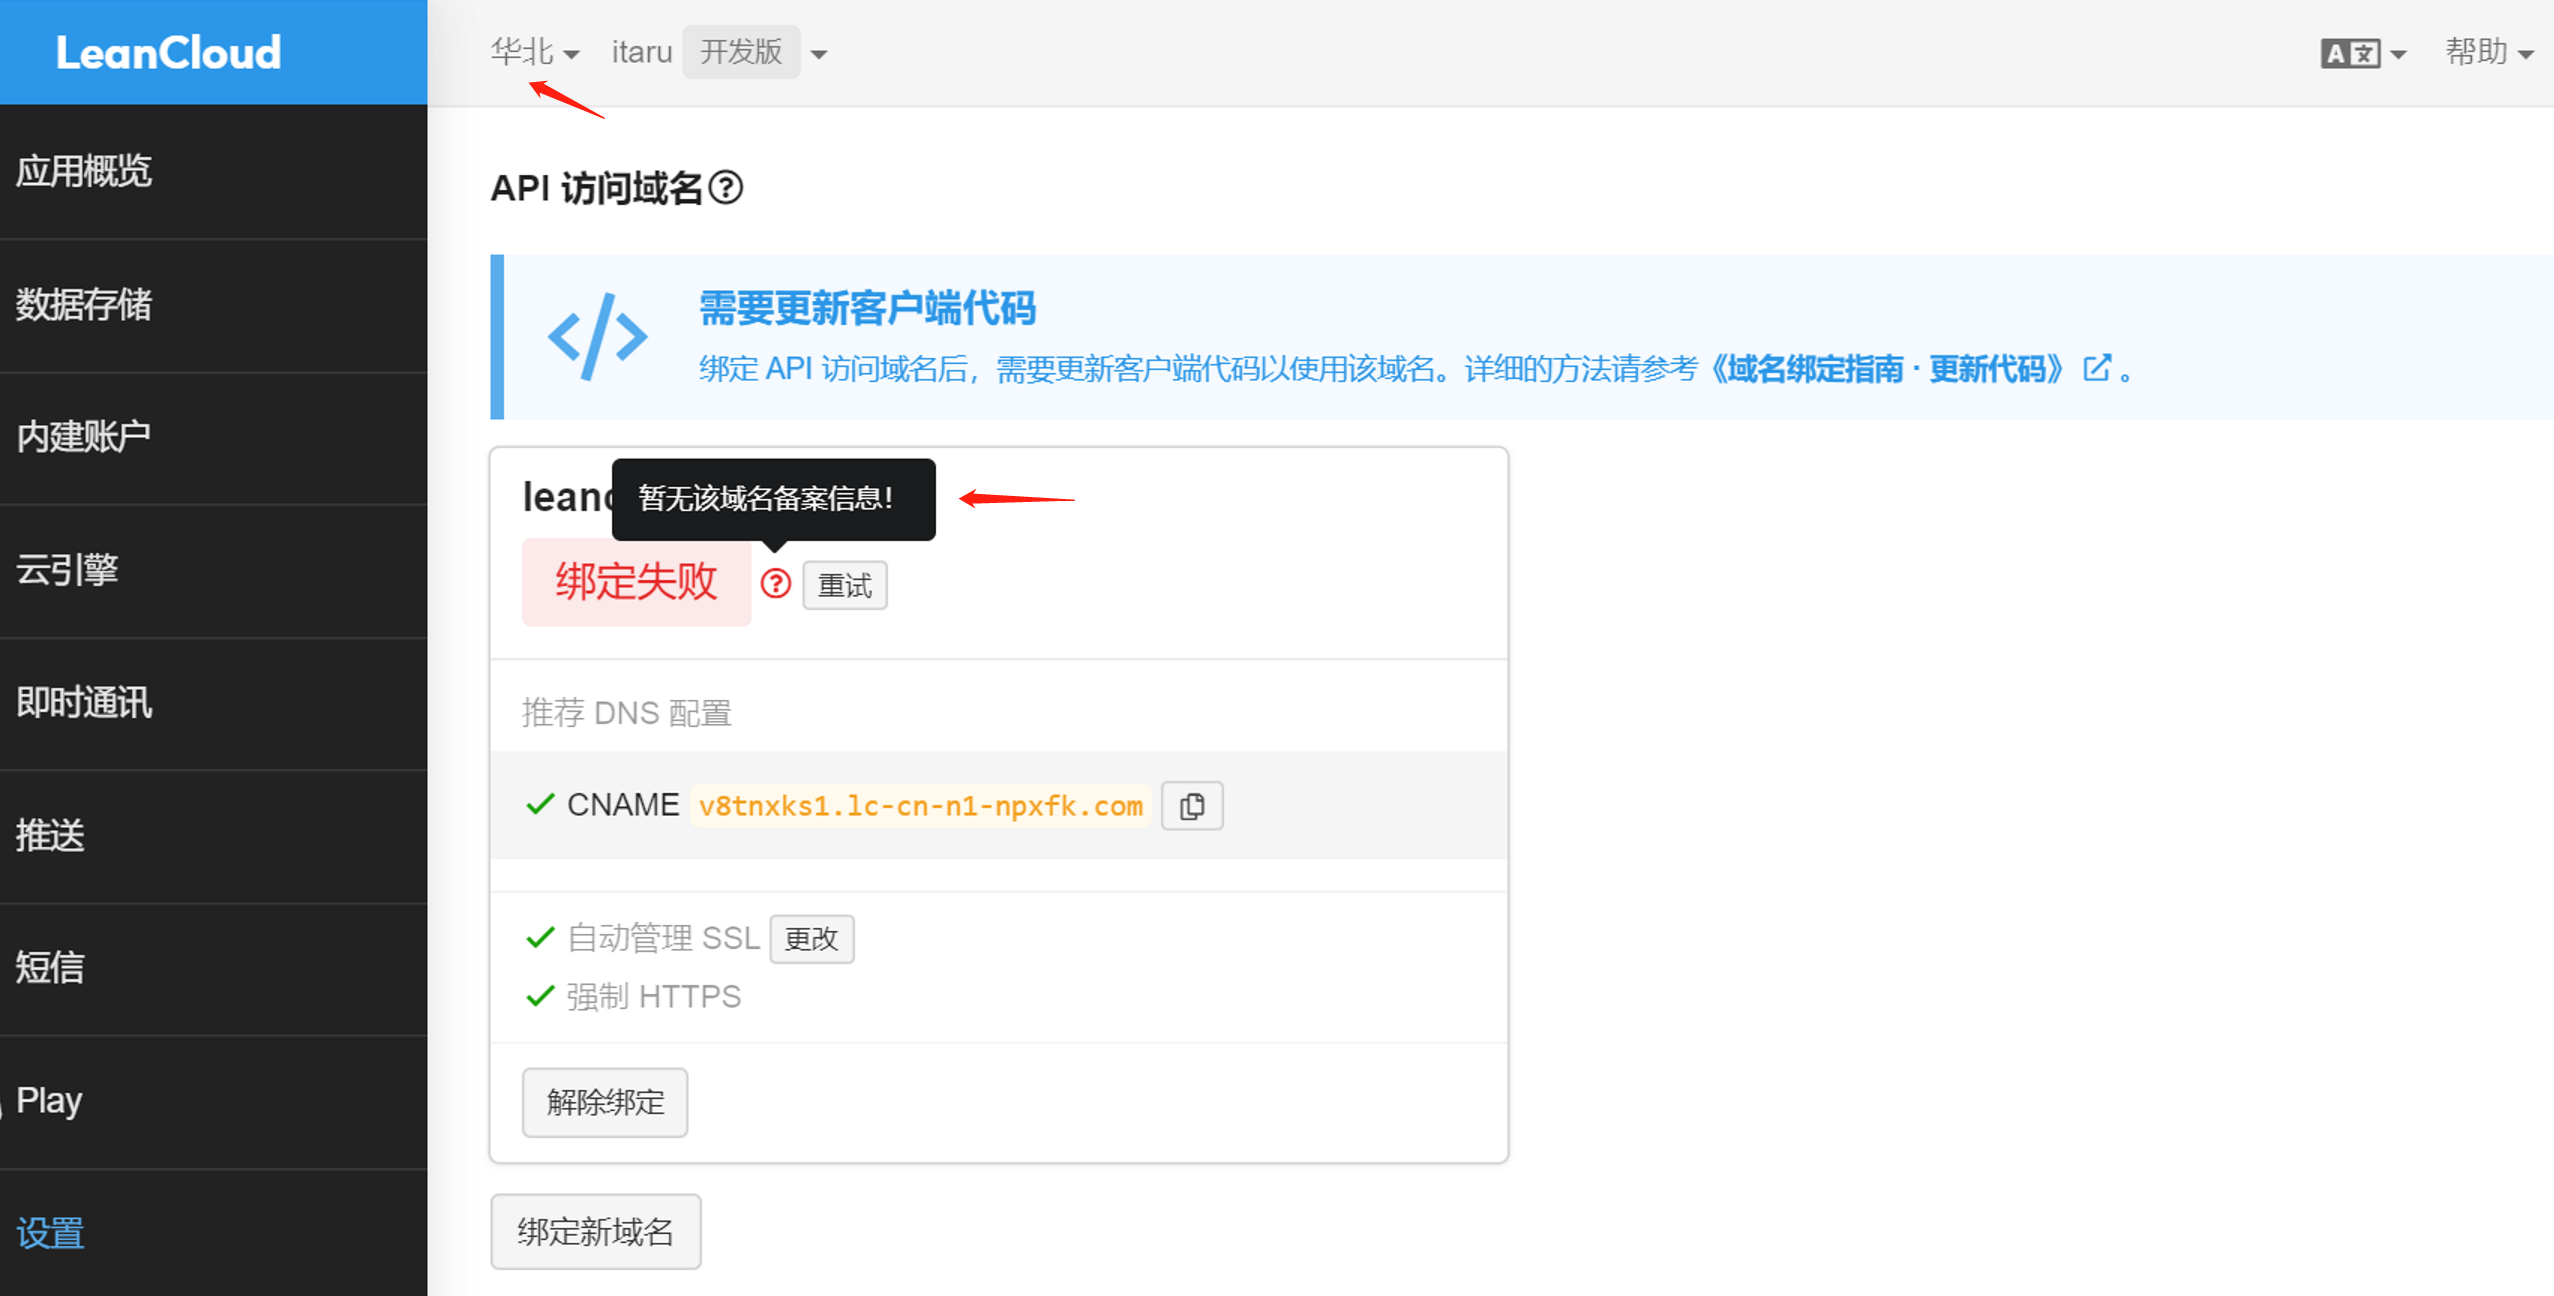 LeanCloud
华北 itaru 开发版
A文 帮助
应用概览
数据存储
内建账户
云引擎
即时通讯
推送
短信
Play
设置
API 访问域名?
</>
需要更新客户端代码
绑定 API 访问域名后，需要更新客户端代码以使用该域名。详细的方法请参考《域名绑定指南 · 更新代码》 。
暂无该域名备案信息！
绑定失败 ? 重试
推荐 DNS 配置
CNAME v8tnxks1.lc-cn-n1-npxfk.com
自动管理 SSL 更改
强制 HTTPS
解除绑定
绑定新域名